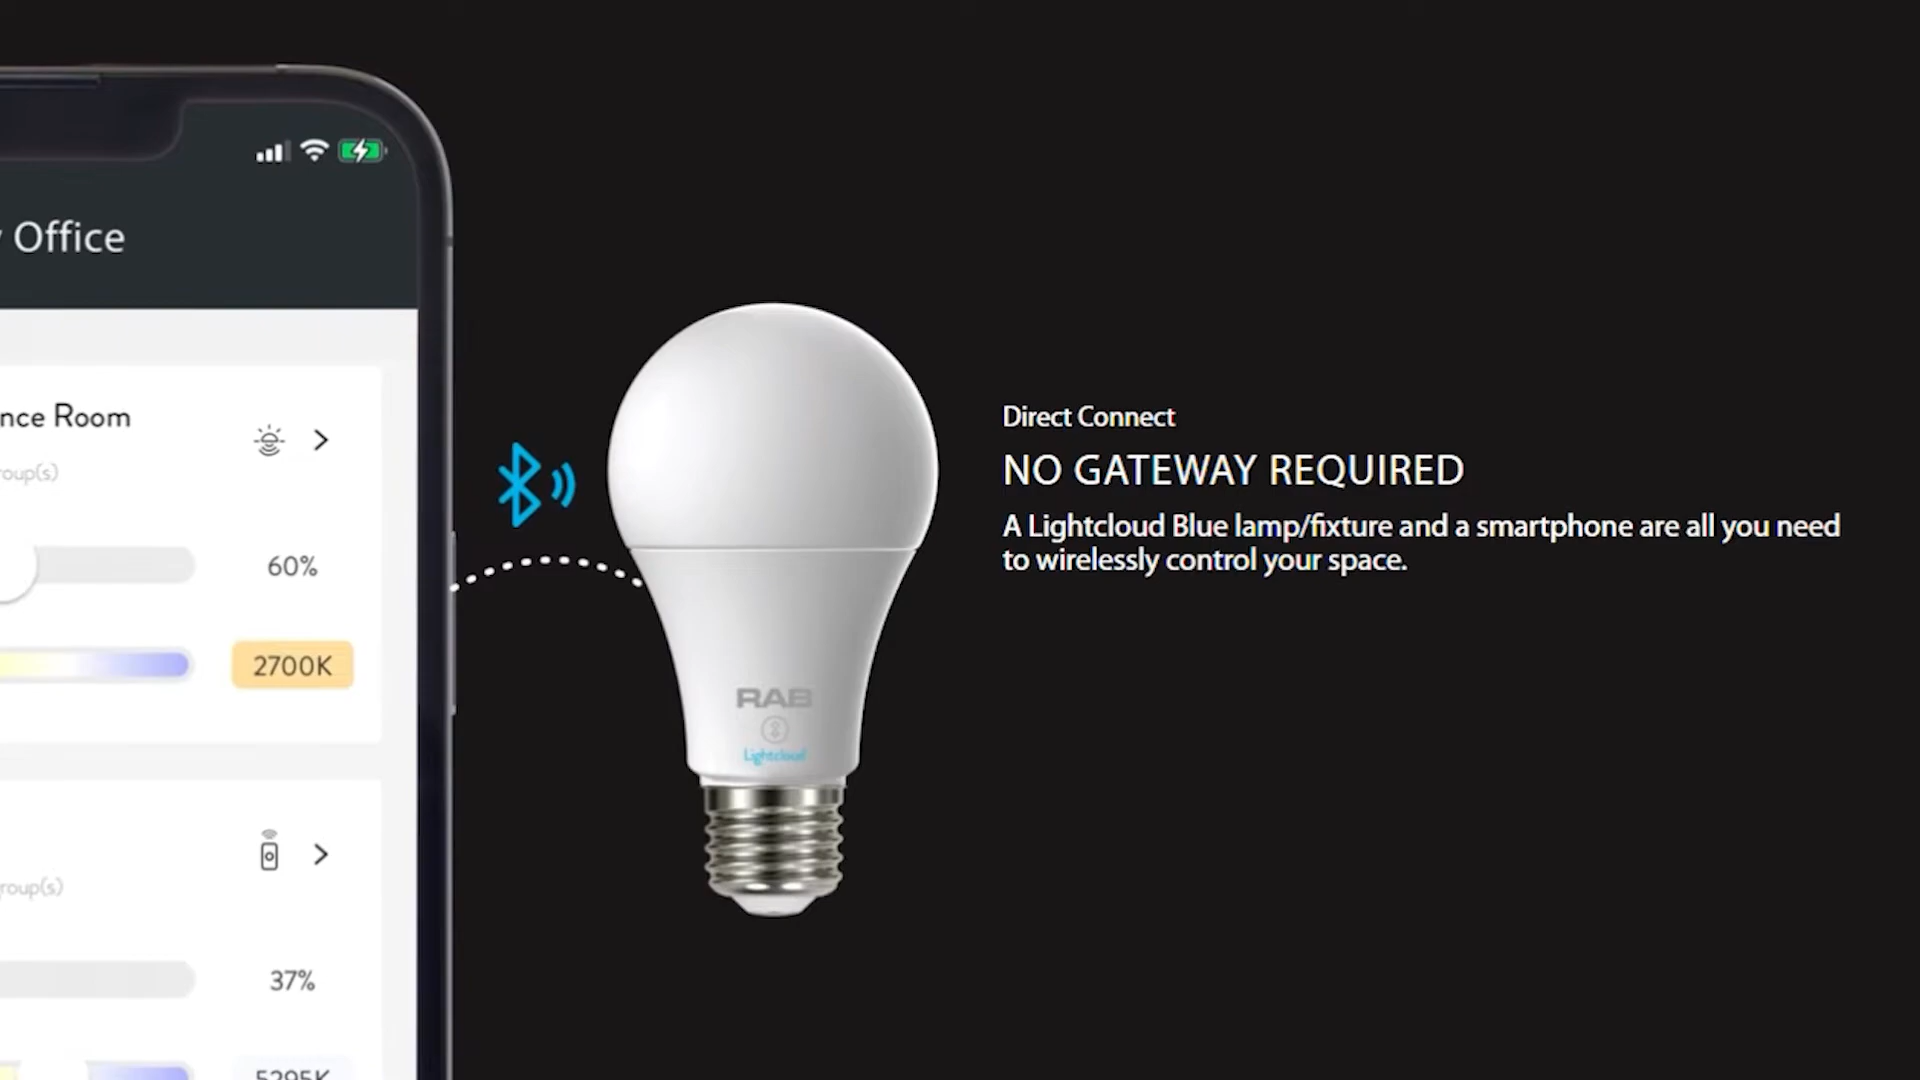 Office
nce Room
oup(s)
60%
2700K
roup(s)
37%
5295K
RAB
Lightcloud
Direct Connect
NO GATEWAY REQUIRED
A Lightcloud Blue lamp/fixture and a smartphone are all you need
to wirelessly control your space.